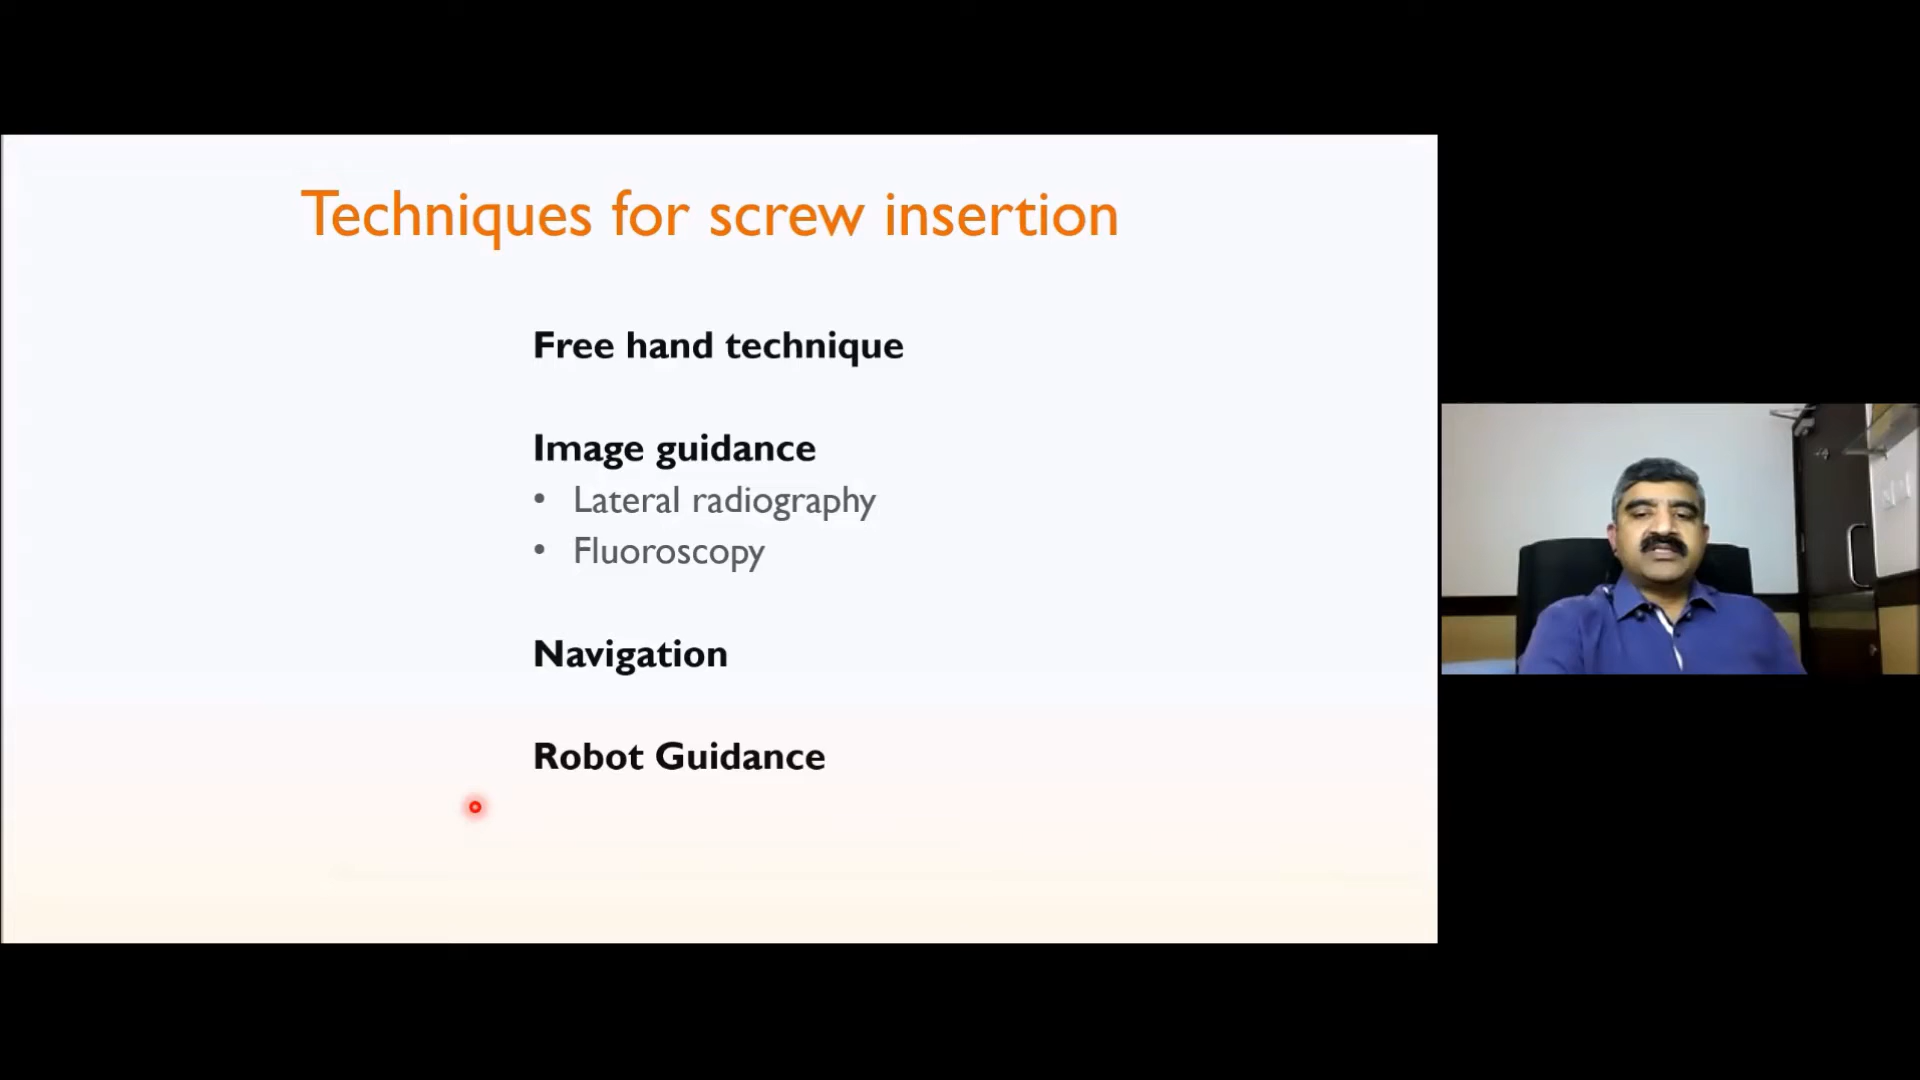 Techniques for screw insertion
Free hand technique
Image guidance
• Lateral radiography
• Fluoroscopy
Navigation
Robot Guidance